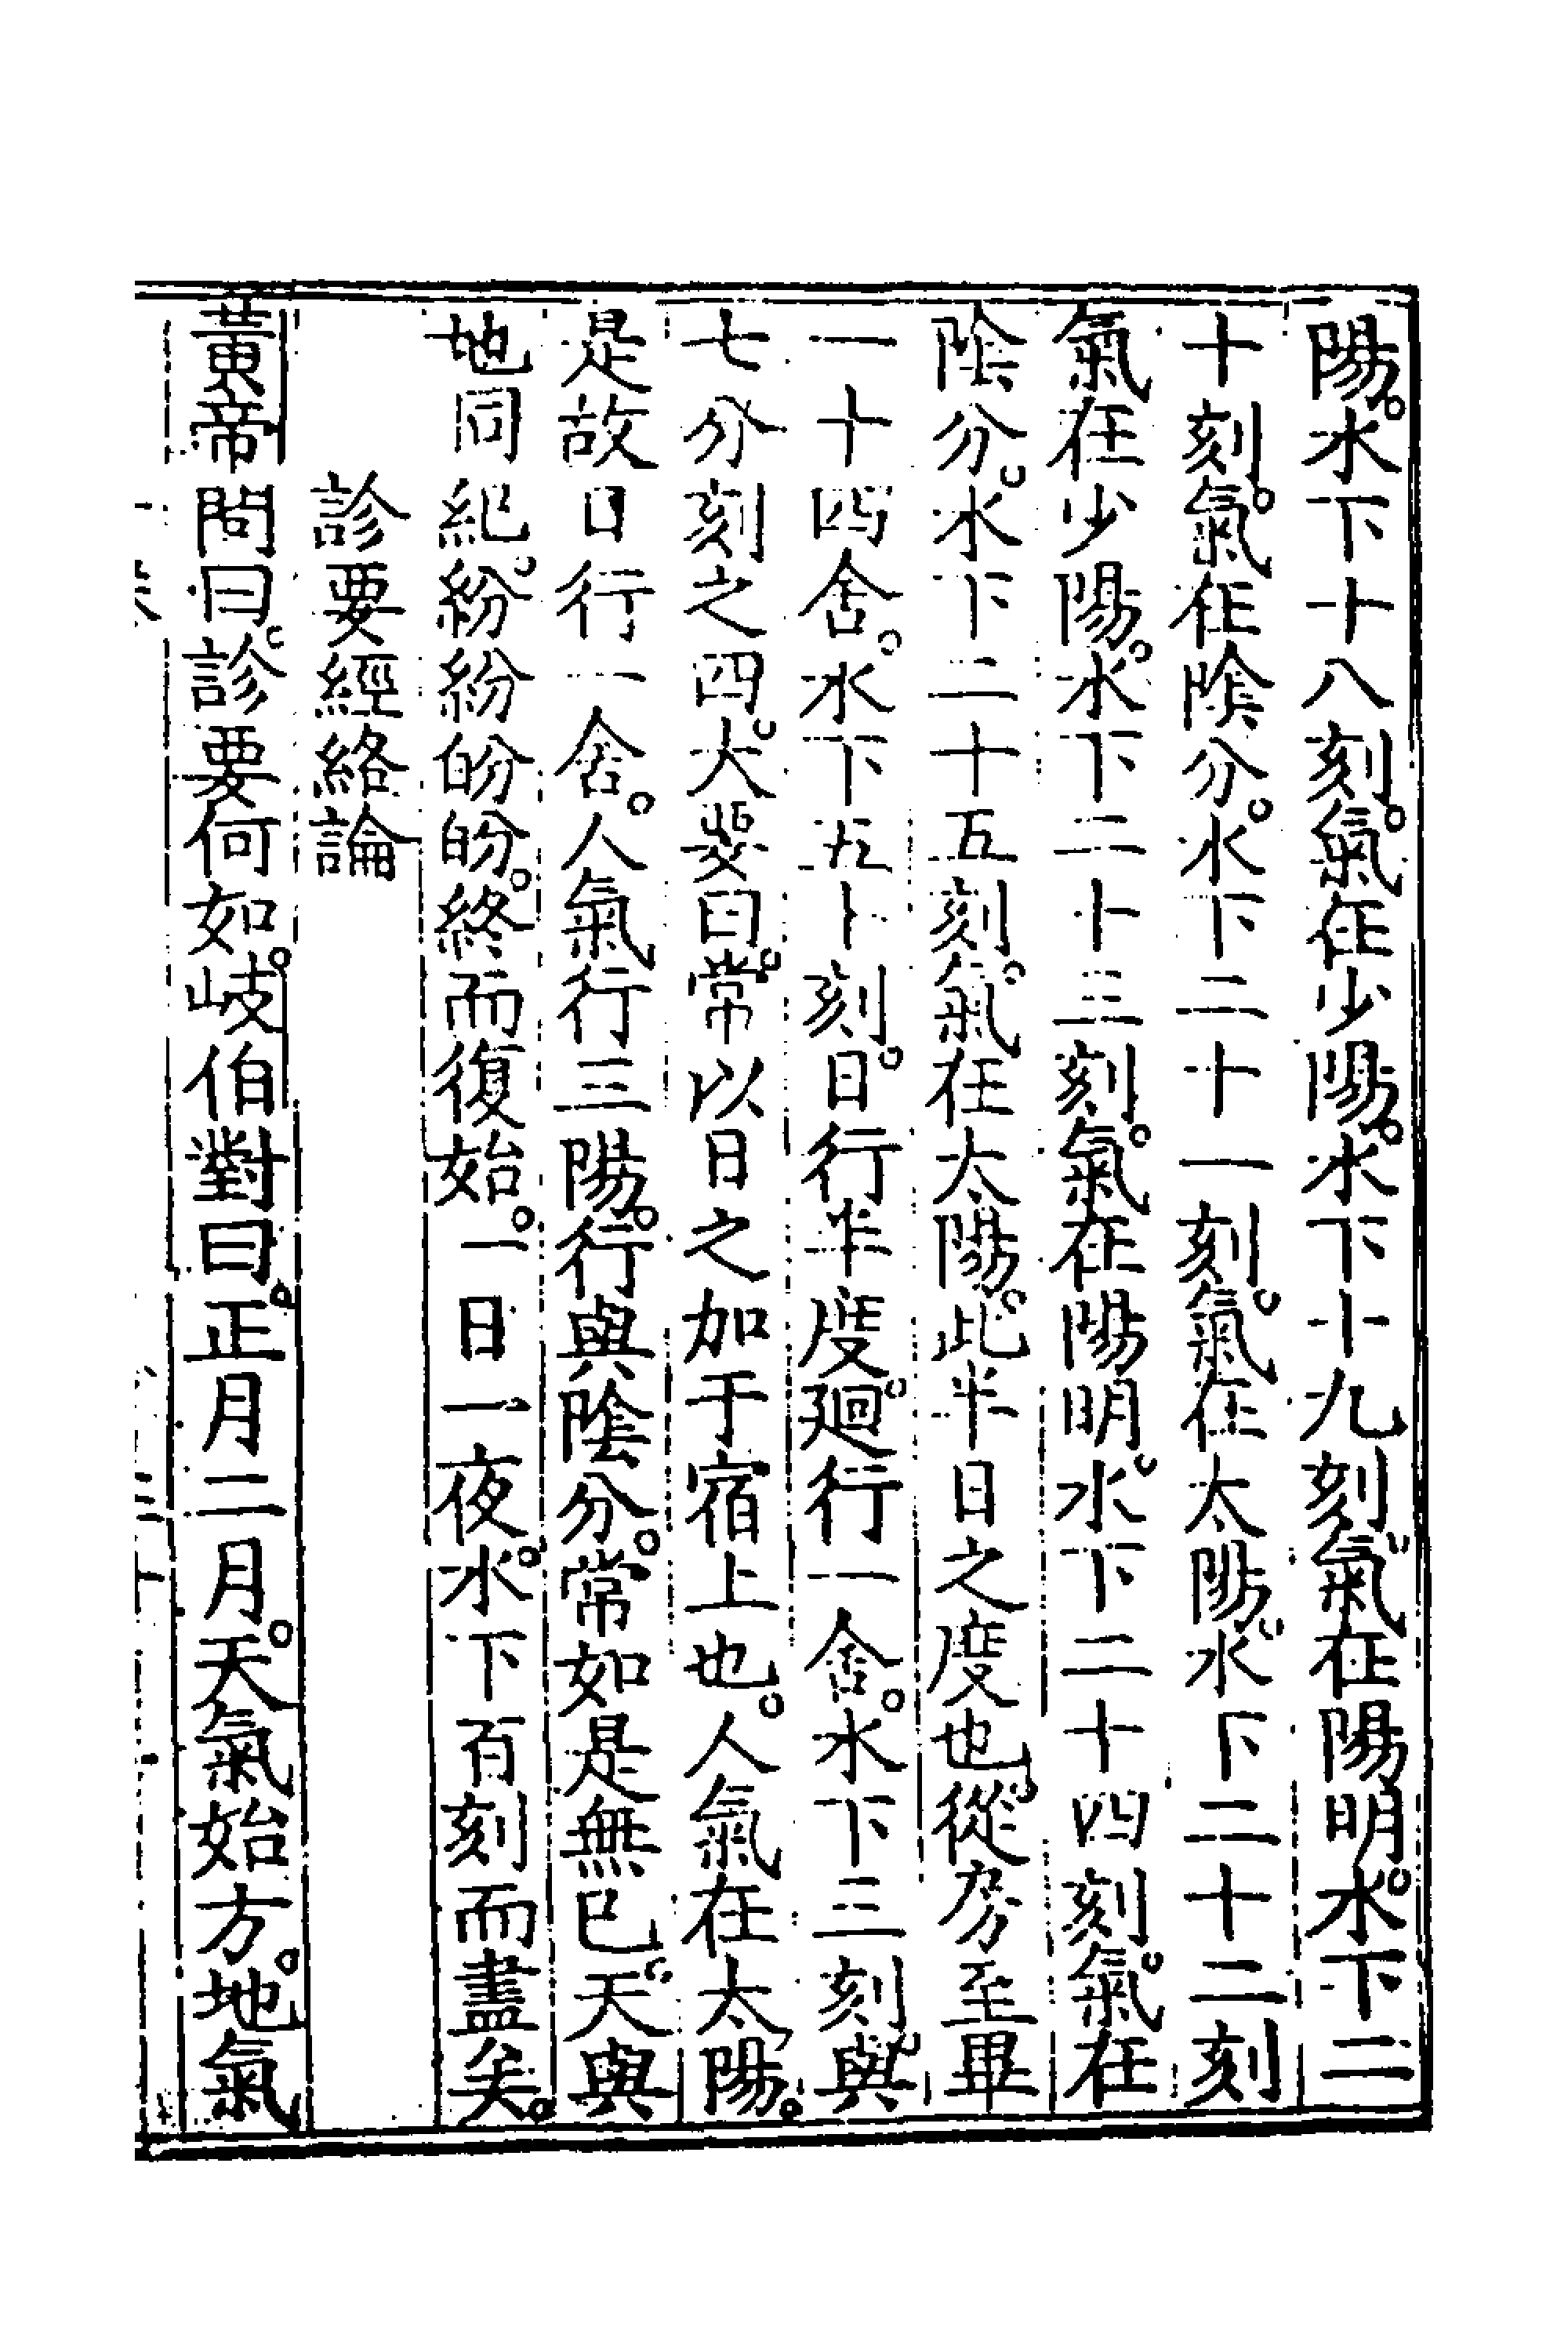 陽。水下十八刻。氣在少陽。水下十九刻。氣在陽明。水下二
十刻。氣在陰分。水下二十一刻。氣在太陽。水下二十二刻
氣在少陽。水下二十三刻。氣在陽明。水下二十四刻。氣在
陰分。水下二十五刻。氣在太陽。此半日之度也。從房至畢
一十四舍。水下五十刻。日行半度。廻行一舍。水下三刻。與
七分刻之四。大要曰。常以日之加于宿上也。人氣在太陽。
是故日行一舍。人氣行三陽。行與陰分。常如是無已。天與
地同紀。紛紛盼盼。終而復始。一日一夜。水下百刻而盡矣。
診要經絡論
黃帝問曰。診要何如。岐伯對曰。正月二月。天氣始方。地氣